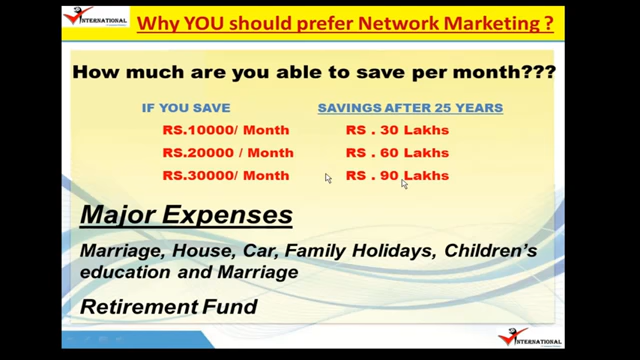 INTERNATIONAL
Why YOU should prefer Network Marketing ?
How much are you able to save per month???
IF YOU SAVE SAVINGS AFTER 25 YEARS
RS.10000/ Month RS . 30 Lakhs
RS.20000 / Month RS . 60 Lakhs
RS.30000/ Month RS . 90 Lakhs
Major Expenses
Marriage, House, Car, Family Holidays, Children's
education and Marriage
Retirement Fund
INTERNATIONAL